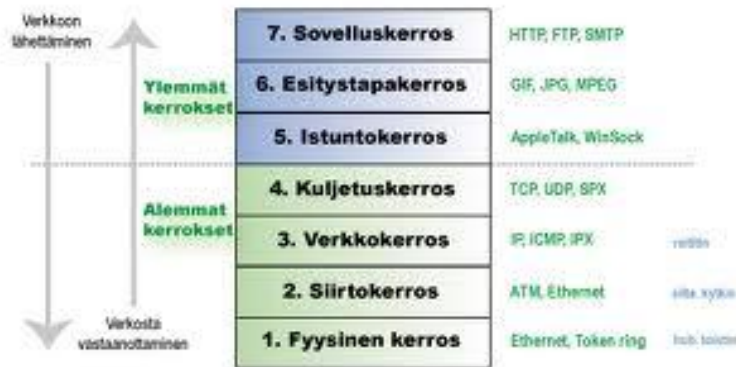 Verkkoon
lähettäminen
7. Sovelluskerros
HTTP, FTP, SMTP
Ylemmät
kerrokset
6. Esitystapakerros
GIF, JPG, MPEG
5. Istuntokerros
AppleTalk, WinSock
4. Kuljetuskerros
TCP, UDP, SPX
Alemmat
kerrokset
3. Verkkokerros
IP, ICMP, IPX
reititin
2. Siirtokerros
ATM, Ethernet
silta, kytkin
Verkosta
vastaanottaminen
1. Fyysinen kerros
Ethernet, Token ring
hub, toistin